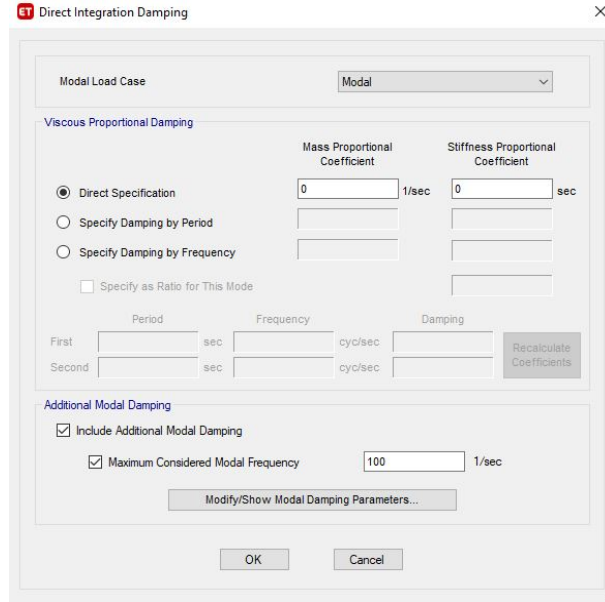 ET Direct Integration Damping
Modal Load Case Modal
Viscous Proportional Damping
Mass Proportional Coefficient Stiffness Proportional Coefficient
Direct Specification 0 1/sec 0 sec
Specify Damping by Period
Specify Damping by Frequency
Specify as Ratio for This Mode
Period Frequency Damping
First sec cyc/sec
Second sec cyc/sec
Recalculate Coefficients
Additional Modal Damping
Include Additional Modal Damping
Maximum Considered Modal Frequency 100 1/sec
Modify/Show Modal Damping Parameters...
OK Cancel